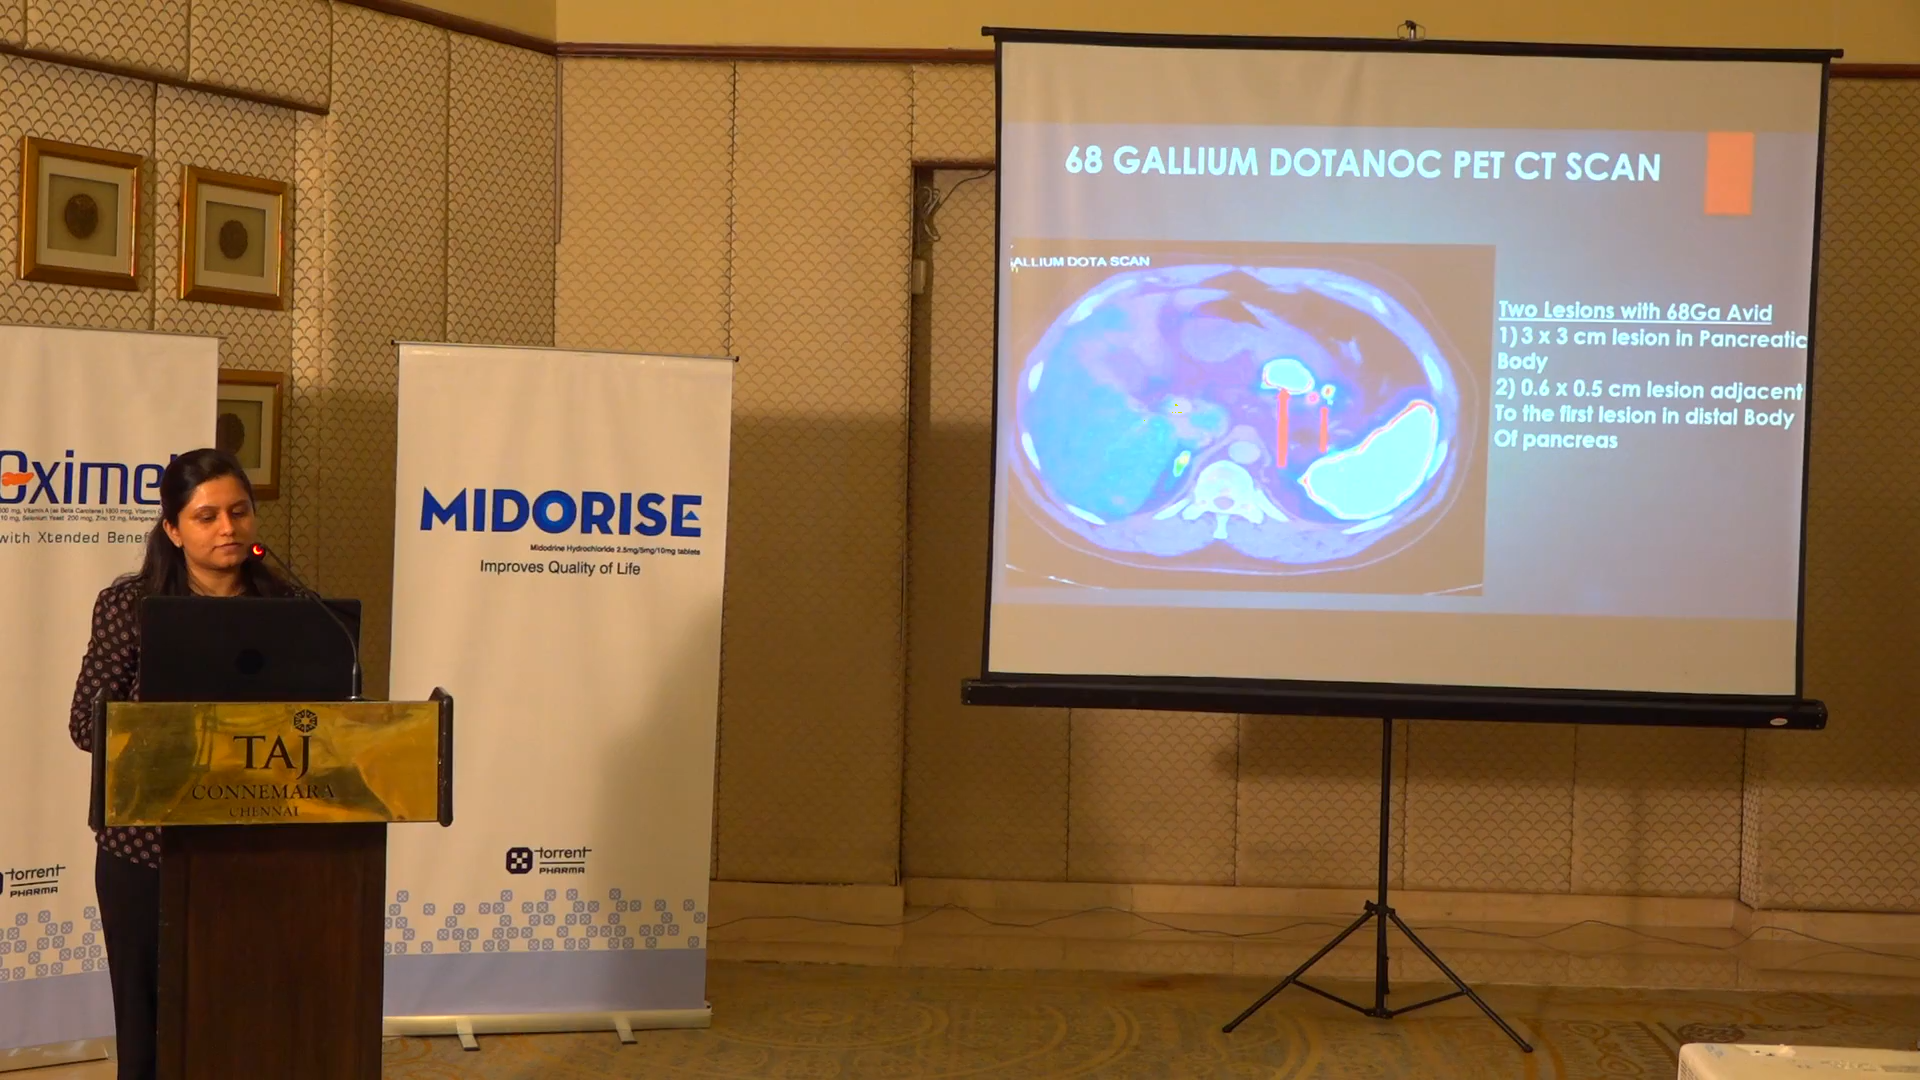 68 GALLIUM DOTANOC PET CT SCAN
ALLIUM DOTA SCAN
Two Lesions with 68Ga Avid
1) 3 x 3 cm lesion in Pancreatic
Body
2) 0.6 x 0.5 cm lesion adjacent
To the first lesion in distal Body
Of pancreas
Oxime
with Xtended
torrent
PHARMA
MIDORISE
Midodrine Hydrochloride 2.5mg/5mg/10mg tablets
Improves Quality of Life
torrent
PHARMA
TAJ
CONNEMARA
CHENNAI